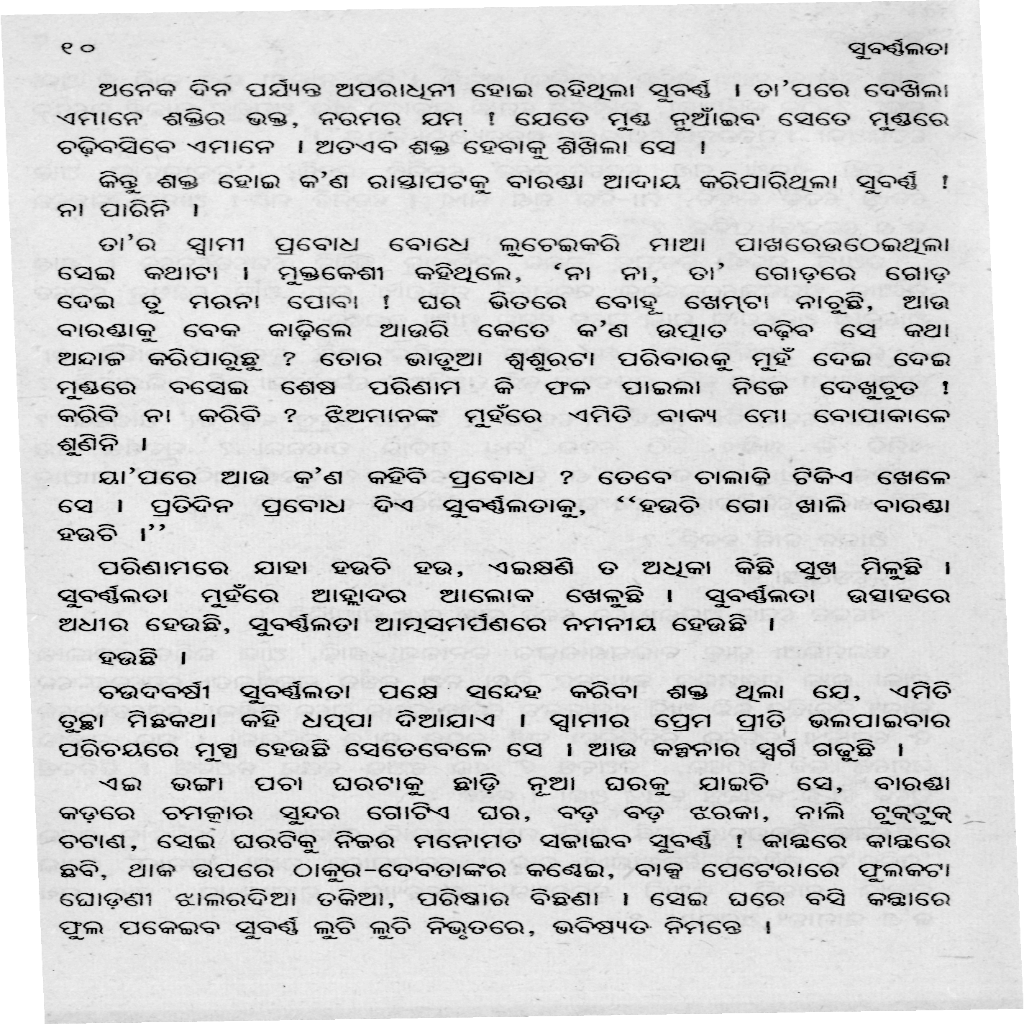 ୧୦ ସୁବର୍ଣ୍ଣଲତା
ଅନେକ ଦିନ ପର୍ଯ୍ୟନ୍ତ ଅପରାଧିନୀ ହୋଇ ରହିଥିଲା ସୁବର୍ଣ୍ଣ । ତା'ପରେ ଦେଖିଲା
ଏମାନେ ଶକ୍ତିର ଭକ୍ତ, ନରମର ଯମ ! ଯେତେ ମୁଣ୍ଡ ନୁଆଁଇବ ସେତେ ମୁଣ୍ଡରେ
ଚଢ଼ିବସିବେ ଏମାନେ । ଅତଏବ ଶକ୍ତ ହେବାକୁ ଶିଖିଲା ସେ ।
କିନ୍ତୁ ଶକ୍ତ ହୋଇ କ'ଣ ରାସ୍ତାପଟକୁ ବାରଣ୍ଡା ଆଦାୟ କରିପାରିଥିଲା ସୁବର୍ଣ୍ଣ !
ନା ପାରିନି ।
ତା'ର ସ୍ୱାମୀ ପ୍ରବୋଧ ବୋଧେ ଲୁଚେଇକରି ମାଆ ପାଖରେଉଠେଇଥିଲା
ସେଇ କଥାଟା । ମୁକ୍ତକେଶୀ କହିଥିଲେ, 'ନା ନା, ତା' ଗୋଡ଼ରେ ଗୋଡ଼
ଦେଇ ତୁ ମରନା ପୋବା ! ଘର ଭିତରେ ବୋହୂ ଖେମ୍‌ଟା ନାଚୁଛି, ଆଉ
ବାରଣ୍ଡାକୁ ବେକ କାଢ଼ିଲେ ଆଉରି କେତେ କ'ଣ ଉତ୍ପାତ ବଢ଼ିବ ସେ କଥା
ଅନ୍ଦାଜ କରିପାରୁଛୁ ? ତୋର ଭାଡ଼ୁଆ ଶ୍ୱଶୁରଟା ପରିବାରକୁ ମୁହଁ ଦେଇ ଦେଇ
ମୁଣ୍ଡରେ ବସେଇ ଶେଷ ପରିଣାମ କି ଫଳ ପାଇଲା ନିଜେ ଦେଖୁଚୁତ !
କରିବି ନା କରିବି ? ଝିଅମାନଙ୍କ ମୁହଁରେ ଏମିତି ବାକ୍ୟ ମୋ ବୋପାକାଳେ
ଶୁଣିନି ।
ଯା'ପରେ ଆଉ କ'ଣ କହିବି ପ୍ରବୋଧ ? ତେବେ ଚାଲାକି ଟିକିଏ ଖେଳେ
ସେ । ପ୍ରତିଦିନ ପ୍ରବୋଧ ଦିଏ ସୁବର୍ଣ୍ଣଲତାକୁ, ‘‘ହଉଚି ଗୋ ଖାଲି ବାରଣ୍ଡା
ହଉଚି ।’’
ପରିଣାମରେ ଯାହା ହଉଚି ହଉ, ଏଇକ୍ଷଣି ତ ଅଧିକା କିଛି ସୁଖ ମିଳୁଛି ।
ସୁବର୍ଣ୍ଣଲତା ମୁହଁରେ ଆହ୍ଲାଦର ଆଲୋକ ଖେଳୁଛି । ସୁବର୍ଣ୍ଣଲତା ଉତ୍ସାହରେ
ଅଧୀର ହେଉଛି, ସୁବର୍ଣ୍ଣଲତା ଆତ୍ମସମର୍ପଣରେ ନମନୀୟ ହେଉଛି ।
ହଉଛି ।
ଚଉଦବର୍ଷୀ ସୁବର୍ଣ୍ଣଲତା ପକ୍ଷେ ସନ୍ଦେହ କରିବା ଶକ୍ତ ଥିଲା ଯେ, ଏମିତି
ତୁଚ୍ଛା ମିଛକଥା କହି ଧପ୍‌ପା ଦିଆଯାଏ । ସ୍ୱାମୀର ପ୍ରେମ ପ୍ରୀତି ଭଲପାଇବାର
ପରିଚୟରେ ମୁଗ୍ଧ ହେଉଛି ସେତେବେଳେ ସେ । ଆଉ କଳ୍ପନାର ସ୍ୱର୍ଗ ଗଢୁଛି ।
ଏଇ ଭଙ୍ଗା ପଚା ଘରଟାକୁ ଛାଡ଼ି ନୂଆ ଘରକୁ ଯାଇଚି ସେ, ବାରଣ୍ଡା
କଡ଼ରେ ଚମତ୍କାର ସୁନ୍ଦର ଗୋଟିଏ ଘର, ବଡ଼ ବଡ଼ ଝରକା, ନାଲି ଟୁକ୍‌ଟୁକ୍
ଚଟାଣ, ସେଇ ଘରଟିକୁ ନିଜର ମନୋମତ ସଜାଇବ ସୁବର୍ଣ୍ଣ ! କାନ୍ଥରେ କାନ୍ଥରେ
ଛବି, ଥାକ ଉପରେ ଠାକୁର-ଦେବତାଙ୍କର କଣ୍ଢେଇ, ବାକ୍ସ ପେଟେରାରେ ଫୁଲକଟା
ଘୋଡ଼ଣୀ ଝାଲରଦିଆ ତକିଆ, ପରିଷ୍କାର ବିଛଣା । ସେଇ ଘରେ ବସି କନ୍ଥାରେ
ଫୁଲ ପକେଇବ ସୁବର୍ଣ୍ଣ ଲୁଚି ଲୁଚି ନିଭୃତରେ, ଭବିଷ୍ୟତ ନିମନ୍ତେ ।